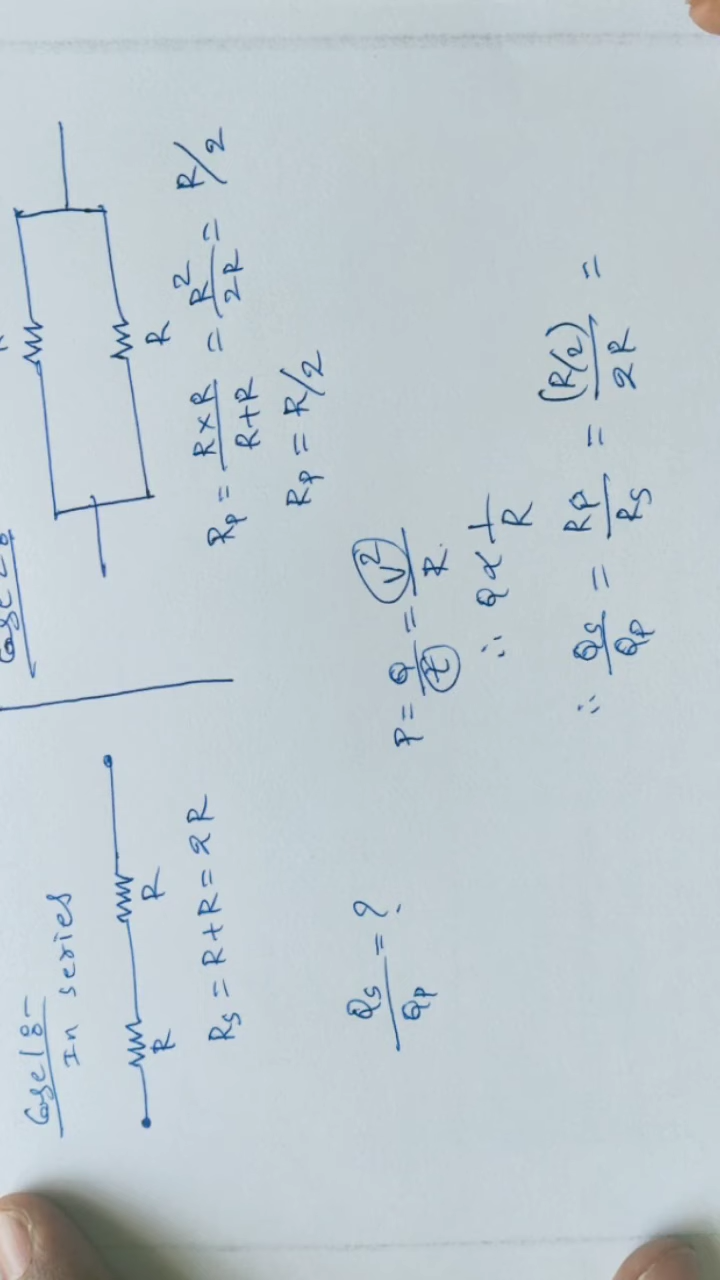 Case 1 :-
In series
R R
Rs = R + R = 2R
R
Rp = R×R/R+R = R²/2R = R/2
Rp = R/2
Qs/Qp = ?
P = Q/t = V²/R.
∴ Q ∝ 1/R
∴ Qs/Qp = Rp/Rs = (R/2)/2R =